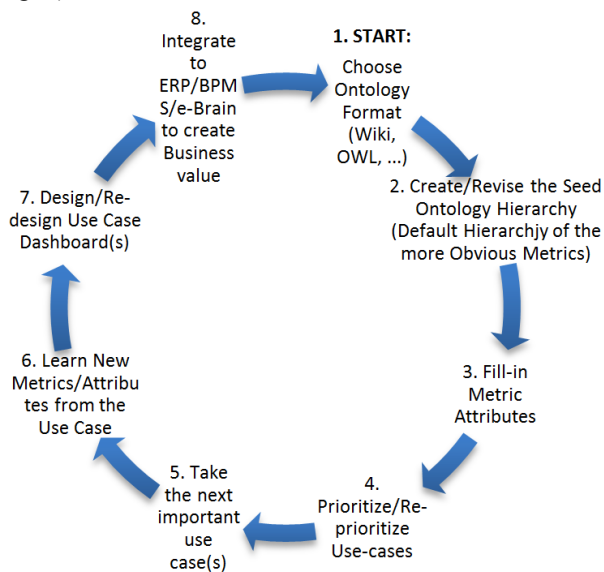 8.
Integrate
to
ERP/BPM
S/e-Brain
to create
Business
value
1. START:
Choose
Ontology
Format
(Wiki,
OWL, ...)
2. Create/Revise the Seed
Ontology Hierarchy
(Default Hierarchjy of the
more Obvious Metrics)
3. Fill-in
Metric
Attributes
4.
Prioritize/Re-
prioritize
Use-cases
5. Take
the next
important
use
case(s)
6. Learn New
Metrics/Attribu
tes from the
Use Case
7. Design/Re-
design Use Case
Dashboard(s)